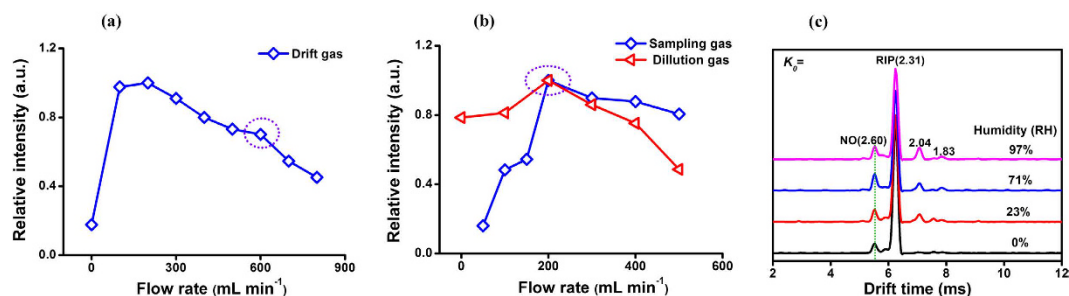 (a)
Relative intensity (a.u.)
1.2
0.8
0.4
0.0
Drift gas
0
300
600
900
Flow rate (mL min⁻¹)
(b)
Relative intensity (a.u.)
1.2
0.8
0.4
0.0
Sampling gas
Dillution gas
0
200
400
600
Flow rate (mL min⁻¹)
(c)
K₀=
RIP(2.31)
NO(2.60)
2.04
1.83
Humidity (RH)
97%
71%
23%
0%
2
4
6
8
10
12
Drift time (ms)